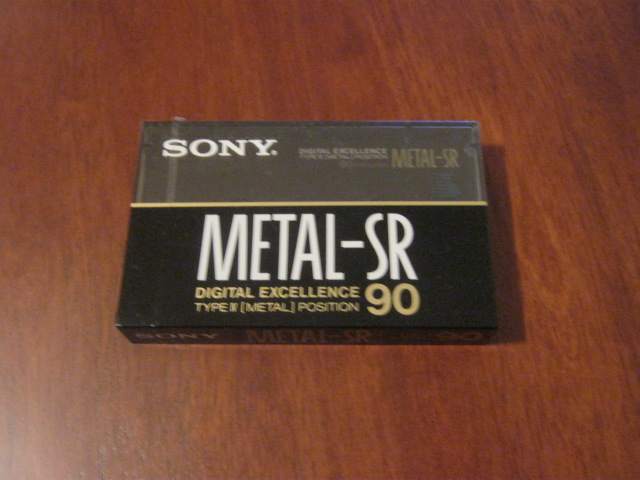 SONY.
DIGITAL EXCELLENCE
TYPE IV [METAL] POSITION
METAL-SR
METAL-SR
DIGITAL EXCELLENCE
TYPE IV [METAL] POSITION
90
SONY METAL-SR 90